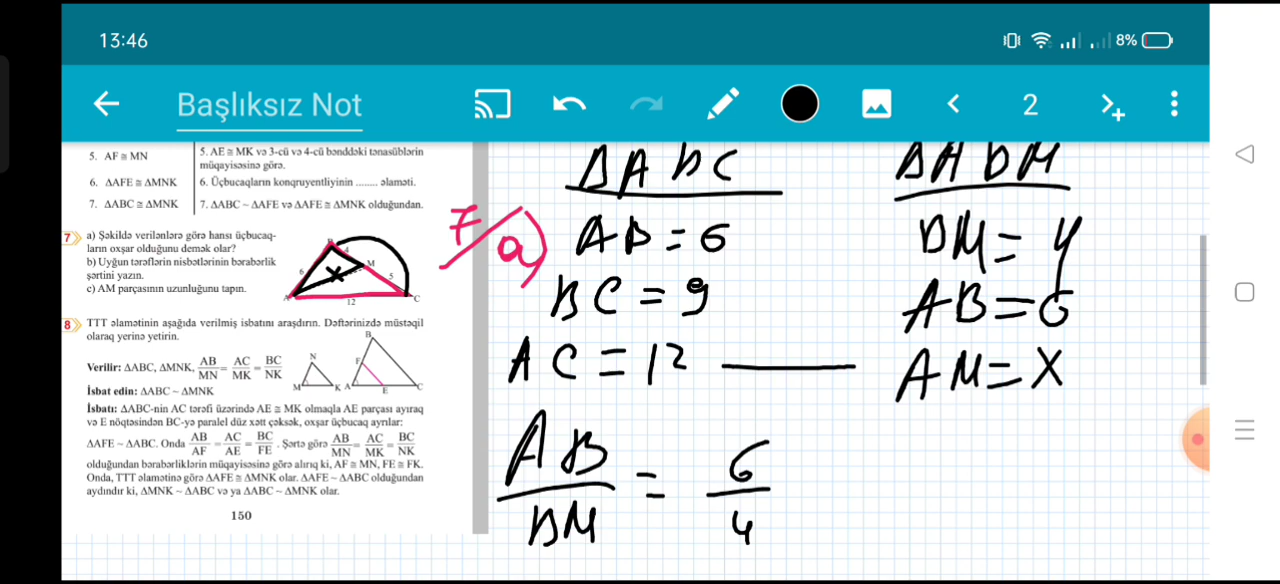 13:46
8%
Başlıksız Not
2
5. AF ≅ MN
5. AE ≅ MK və 3-cü və 4-cü bənddəki tənasüblərin
müqayisəsinə görə.
6. ΔAFE ≅ ΔMNK
6. Üçbucaqların konqruyentliyinin ........ əlaməti.
7. ΔABC ≅ ΔMNK
7. ΔABC ~ ΔAFE və ΔAFE ≅ ΔMNK olduğundan.
7 a) Şəkildə verilənlərə görə hansı üçbucaq-
ların oxşar olduğunu demək olar?
b) Uyğun tərəflərin nisbətlərinin bərabərlik
şərtini yazın.
c) AM parçasının uzunluğunu tapın.
B 4
6 M
5
A 12 C
8 TTT əlamətinin aşağıda verilmiş isbatını araşdırın. Dəftərinizdə müstəqil
olaraq yerinə yetirin.
Verilir: ΔABC, ΔMNK, AB/MN = AC/MK = BC/NK
N
M K
B
F
A E C
İsbat edin: ΔABC ~ ΔMNK
İsbatı: ΔABC-nin AC tərəfi üzərində AE ≅ MK olmaqla AE parçası ayıraq
və E nöqtəsindən BC-yə paralel düz xətt çəksək, oxşar üçbucaq ayrılar:
ΔAFE ~ ΔABC. Onda AB/AF = AC/AE = BC/FE . Şərtə görə AB/MN = AC/MK = BC/NK
olduğundan bərabərliklərin müqayisəsinə görə alırıq ki, AF ≅ MN, FE ≅ FK.
Onda, TTT əlamətinə görə ΔAFE ≅ ΔMNK olar. ΔAFE ~ ΔABC olduğundan
aydındır ki, ΔMNK ~ ΔABC və ya ΔABC ~ ΔMNK olar.
150
ΔABC ΔABM
7/a) AB = 6 BM = 4
BC = 9 AB = 6
AC = 12 AM = X
AB/BM = 6/4